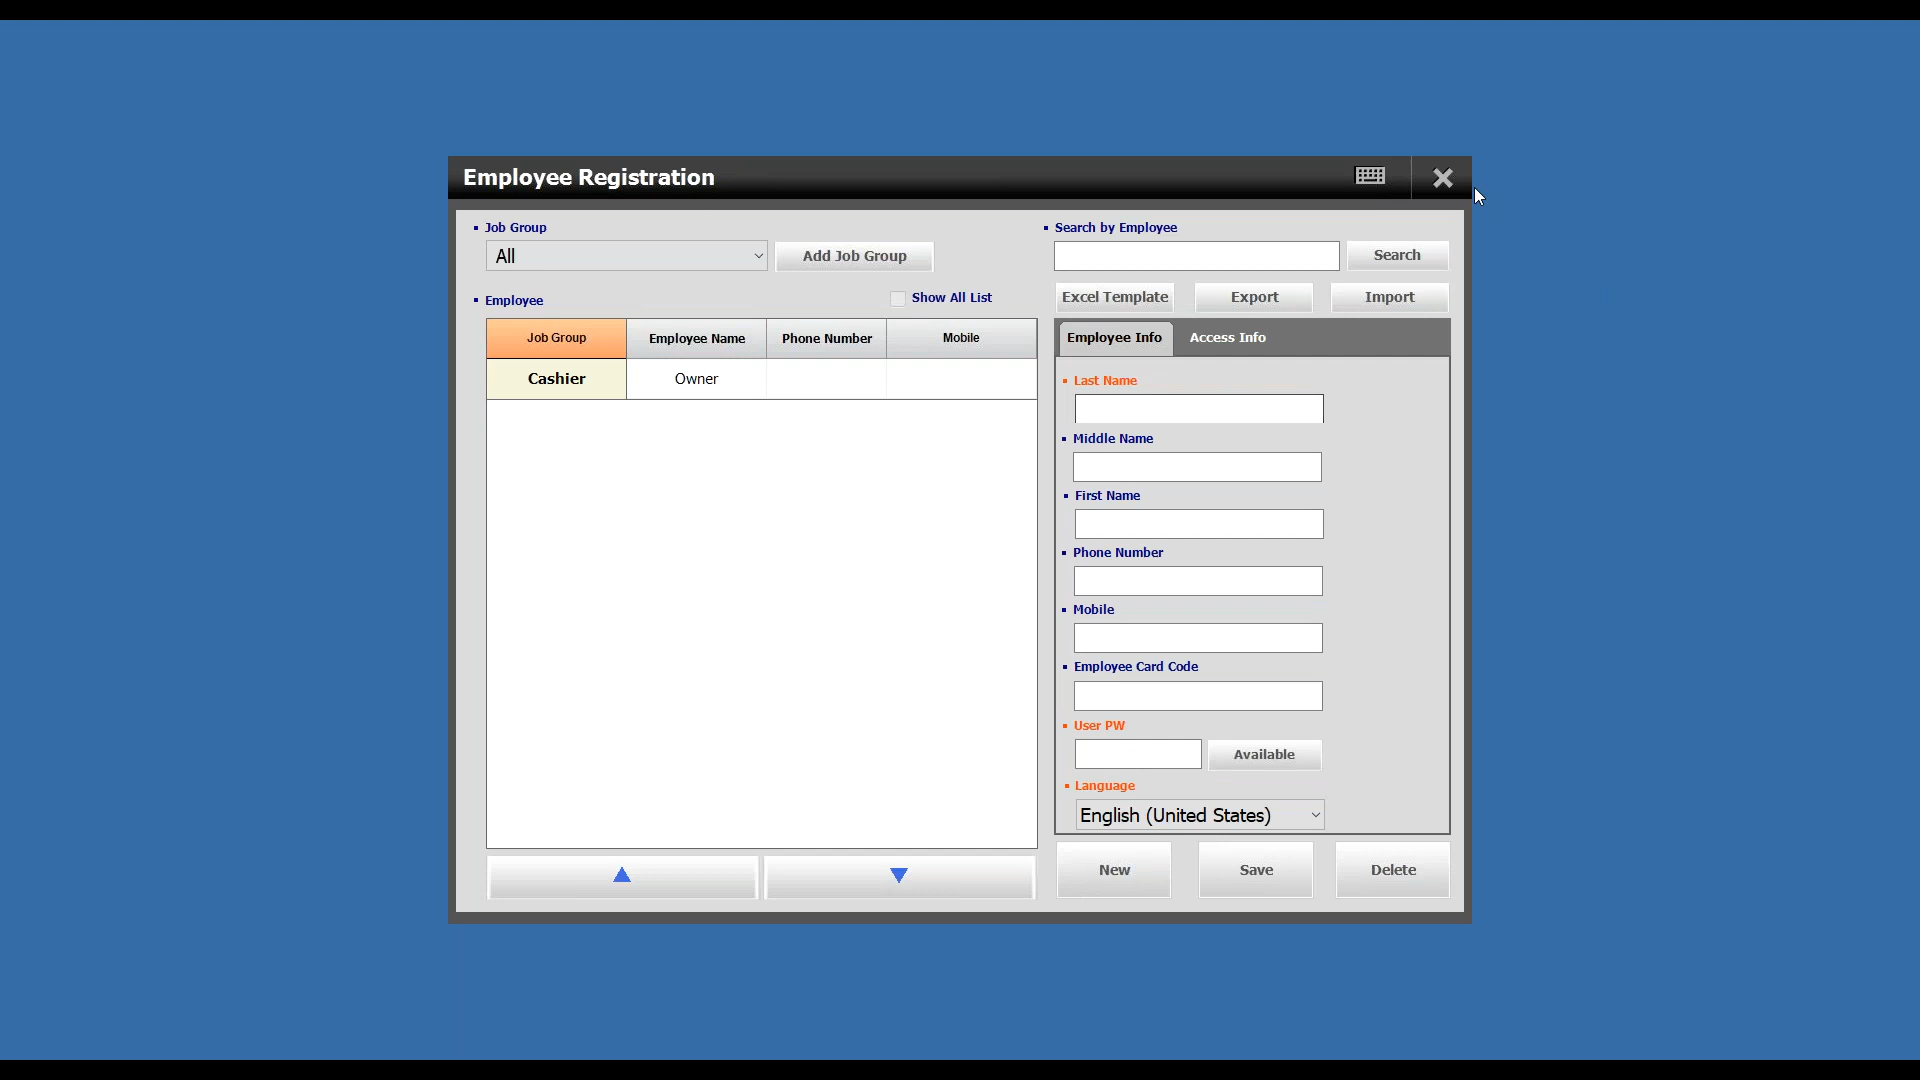 Employee Registration
Job Group
All
Add Job Group
Search by Employee
Search
Employee
Show All List
Excel Template
Export
Import
Job Group
Employee Name
Phone Number
Mobile
Cashier
Owner
Employee Info
Access Info
Last Name
Middle Name
First Name
Phone Number
Mobile
Employee Card Code
User PW
Available
Language
English (United States)
New
Save
Delete